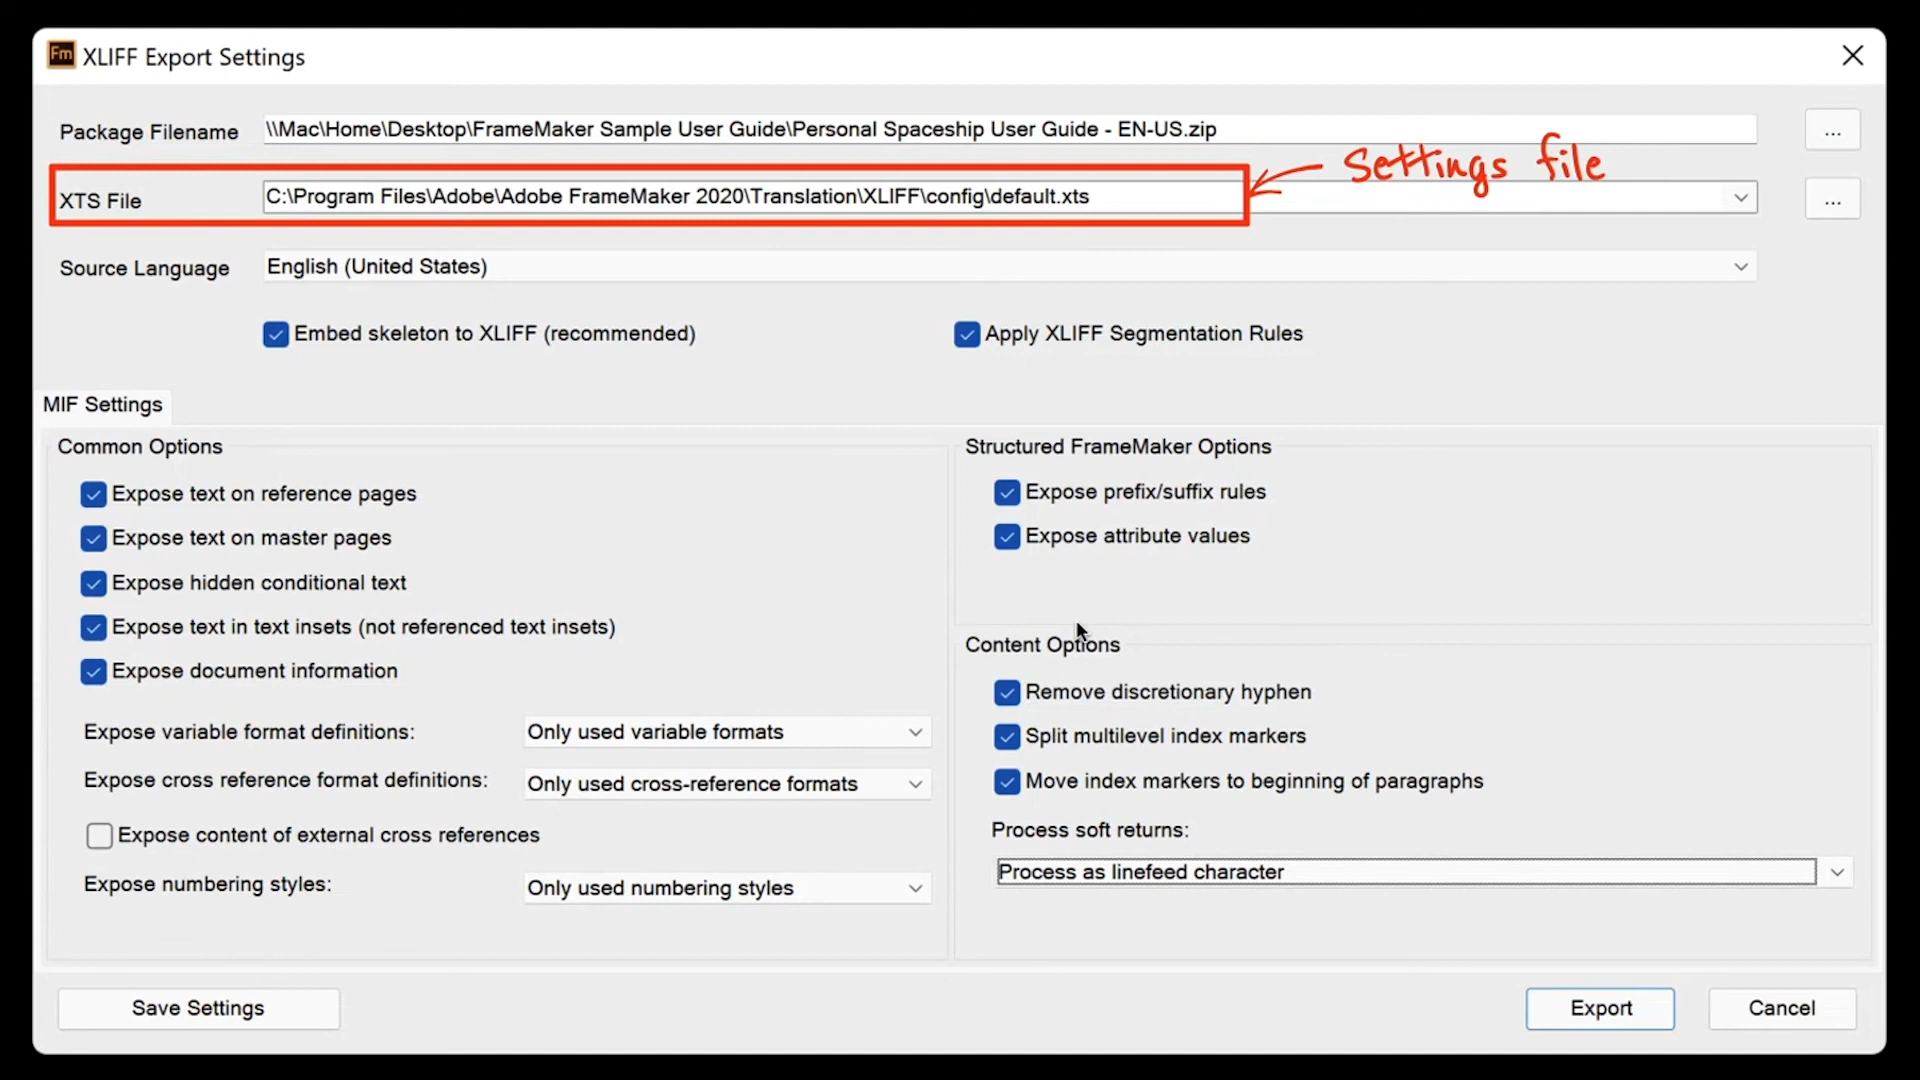 Fm XLIFF Export Settings
Package Filename \\Mac\Home\Desktop\FrameMaker Sample User Guide\Personal Spaceship User Guide - EN-US.zip ...
Settings file
XTS File C:\Program Files\Adobe\Adobe FrameMaker 2020\Translation\XLIFF\config\default.xts ...
Source Language English (United States)
Embed skeleton to XLIFF (recommended) Apply XLIFF Segmentation Rules
MIF Settings
Common Options
Expose text on reference pages
Expose text on master pages
Expose hidden conditional text
Expose text in text insets (not referenced text insets)
Expose document information
Expose variable format definitions: Only used variable formats
Expose cross reference format definitions: Only used cross-reference formats
Expose content of external cross references
Expose numbering styles: Only used numbering styles
Structured FrameMaker Options
Expose prefix/suffix rules
Expose attribute values
Content Options
Remove discretionary hyphen
Split multilevel index markers
Move index markers to beginning of paragraphs
Process soft returns:
Process as linefeed character
Save Settings Export Cancel